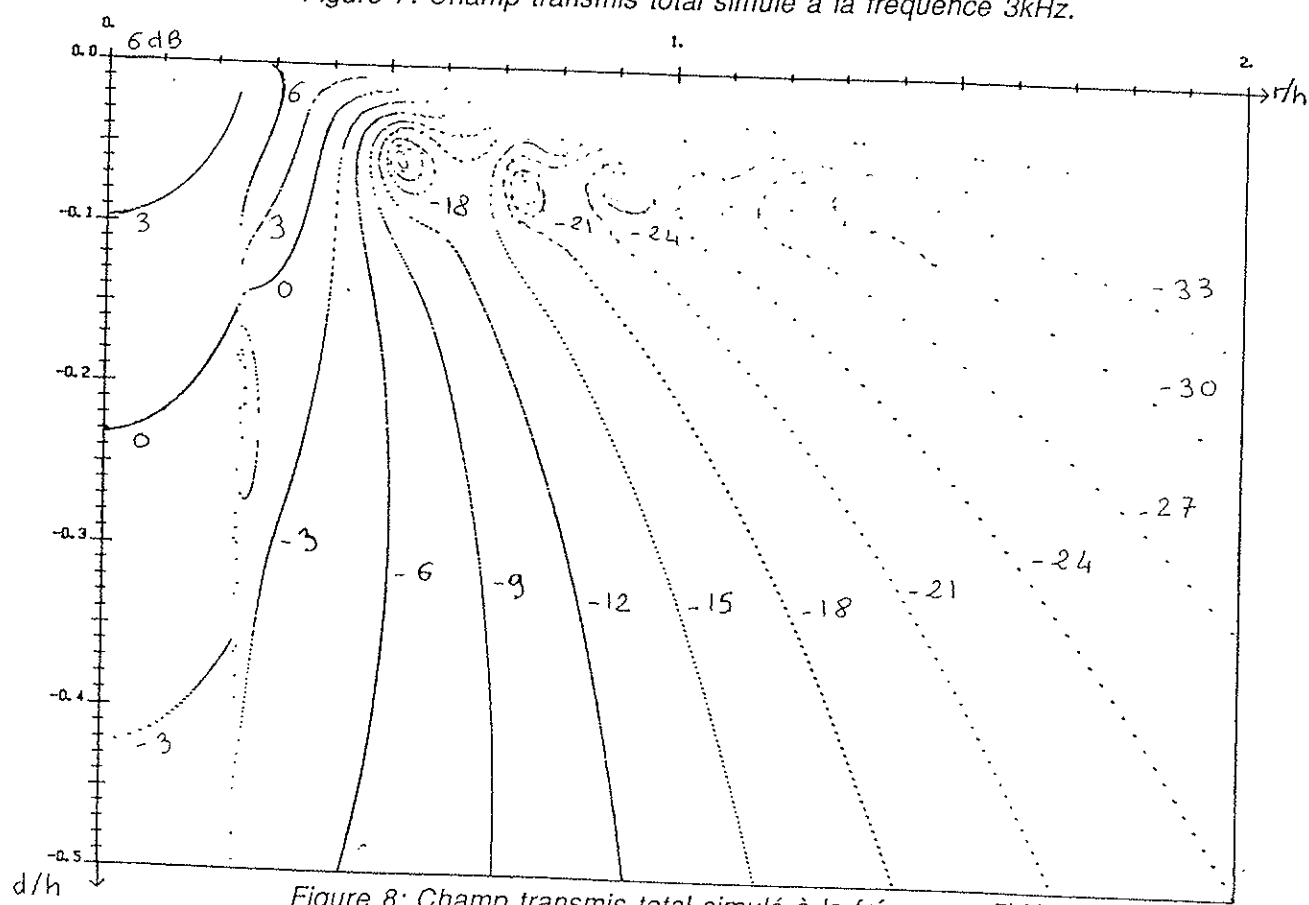 Figure 7: Champ transmis total simulé à la fréquence 3kHz.
0. 1. 2.
6 dB
0.0
r/h
6
-0.1
3 3 -18 -21 -24
0 -33
-0.2
-30
0
-27
-0.3
-3 -6 -9 -12 -15 -18 -21 -24
-0.4
-3
-0.5
d/h
Figure 8: Champ transmis total simulé à la